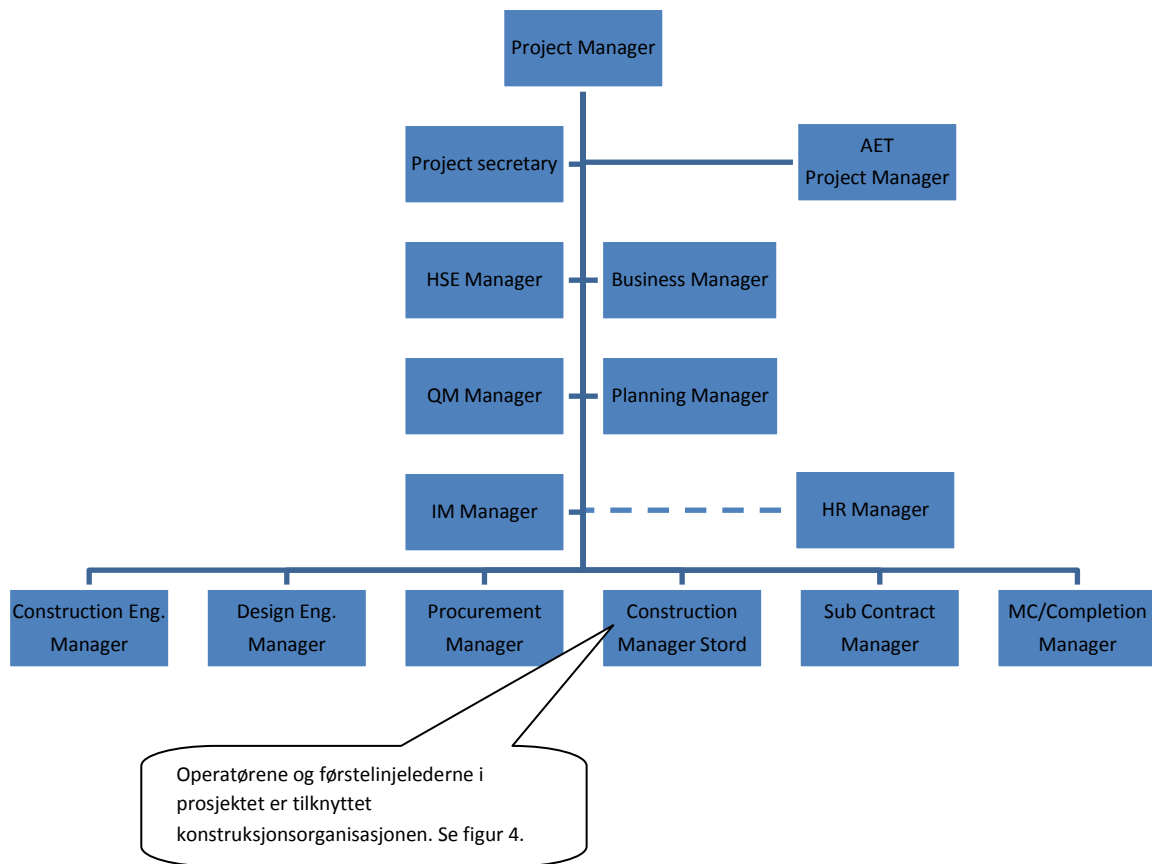 Project Manager
Project secretary
AET
Project Manager
HSE Manager
Business Manager
QM Manager
Planning Manager
IM Manager
HR Manager
Construction Eng.
Manager
Design Eng.
Manager
Procurement
Manager
Construction
Manager Stord
Sub Contract
Manager
MC/Completion
Manager
Operatørene og førstelinjelederne i
prosjektet er tilknyttet
konstruksjonsorganisasjonen. Se figur 4.